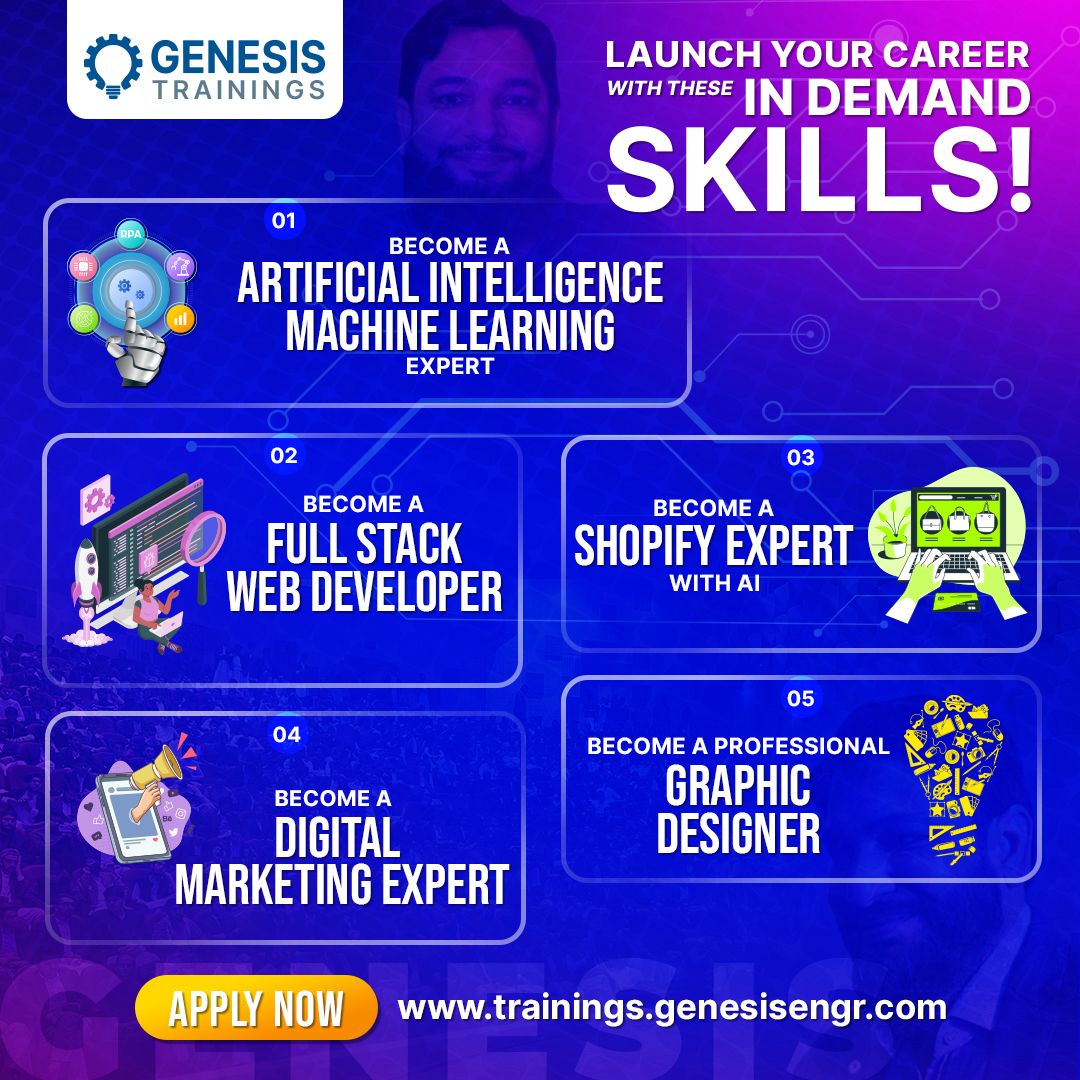 GENESIS
TRAININGS
LAUNCH YOUR CAREER
WITH THESE IN DEMAND
SKILLS!
01
RPA
BECOME A
ARTIFICIAL INTELLIGENCE
MACHINE LEARNING
EXPERT
02
BECOME A
FULL STACK
WEB DEVELOPER
03
BECOME A
SHOPIFY EXPERT
WITH AI
04
BECOME A
DIGITAL
MARKETING EXPERT
05
BECOME A PROFESSIONAL
GRAPHIC
DESIGNER
GENESIS
APPLY NOW
www.trainings.genesisengr.com